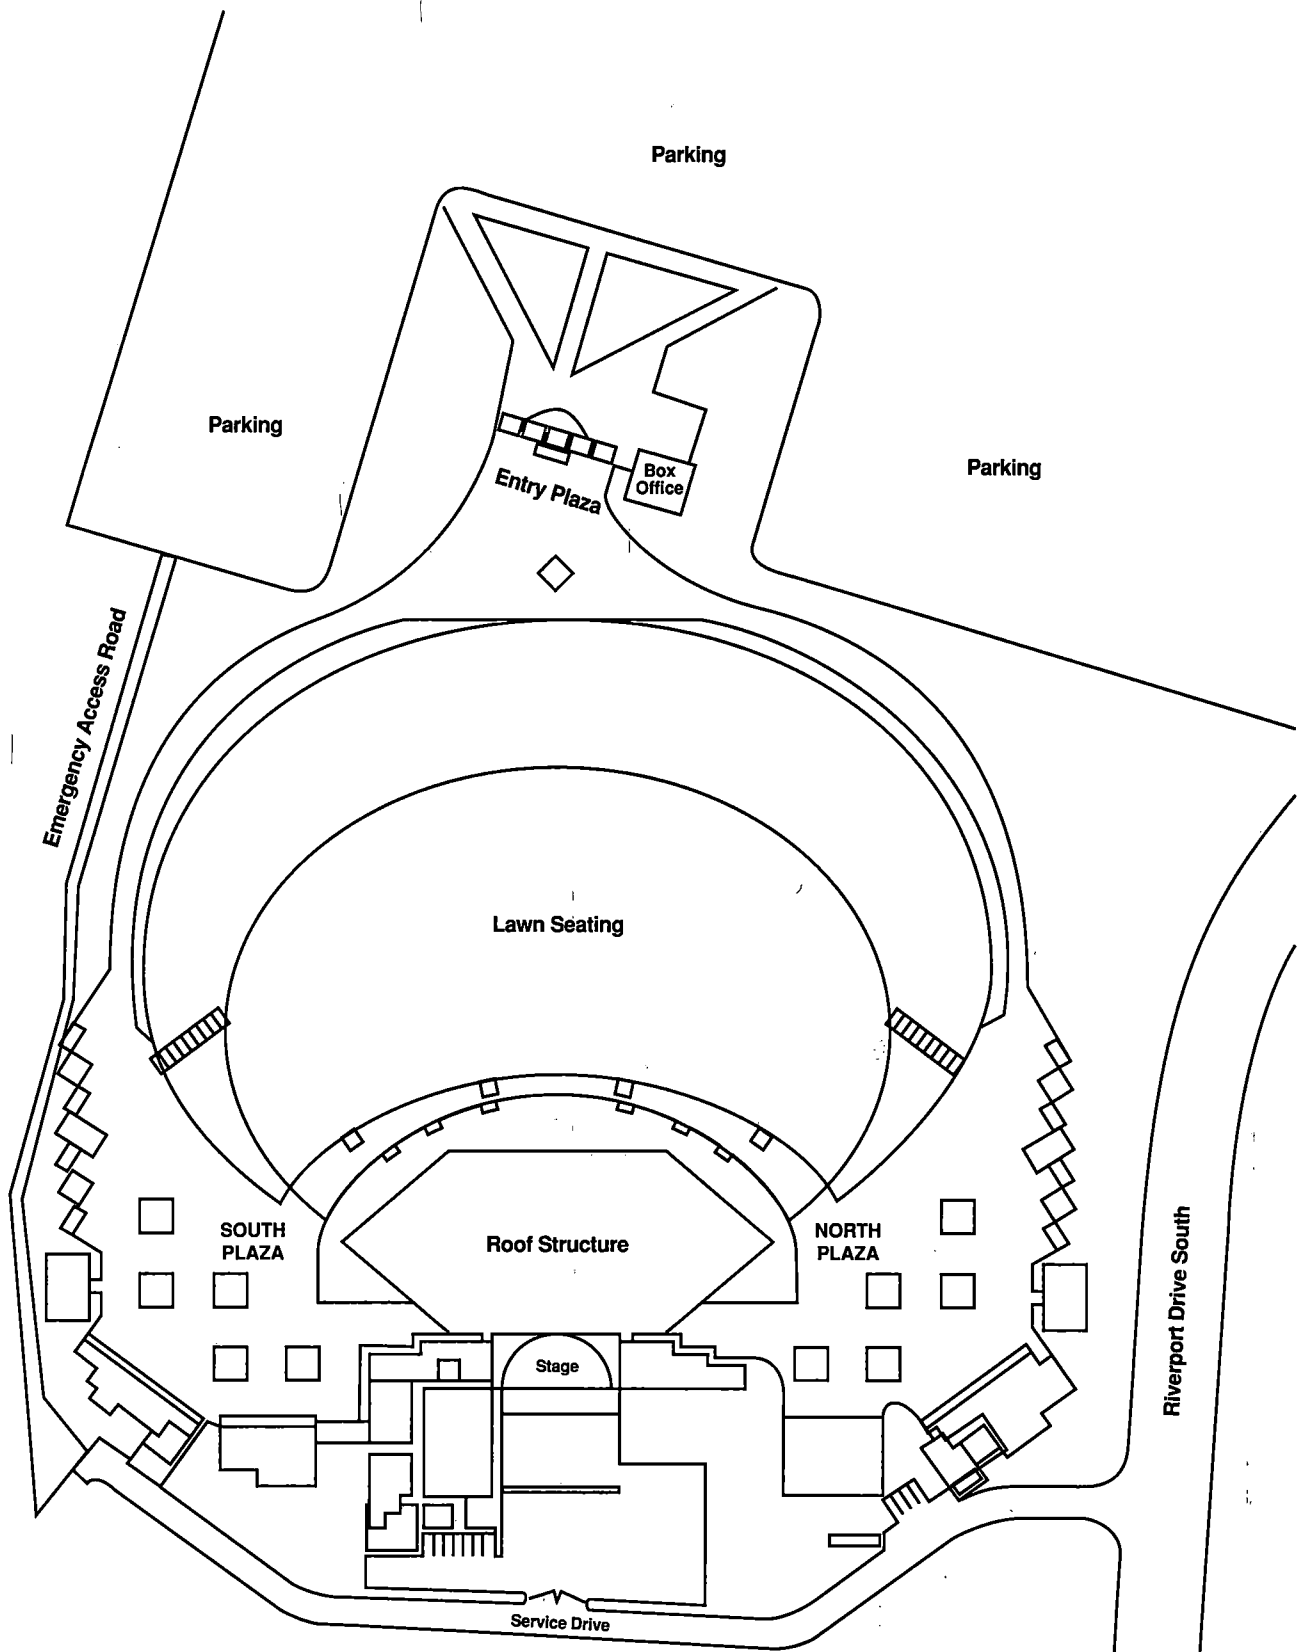 Parking
Parking
Parking
Box
Office
Entry Plaza
Emergency Access Road
Lawn Seating
SOUTH
PLAZA
NORTH
PLAZA
Roof Structure
Riverport Drive South
Stage
Service Drive